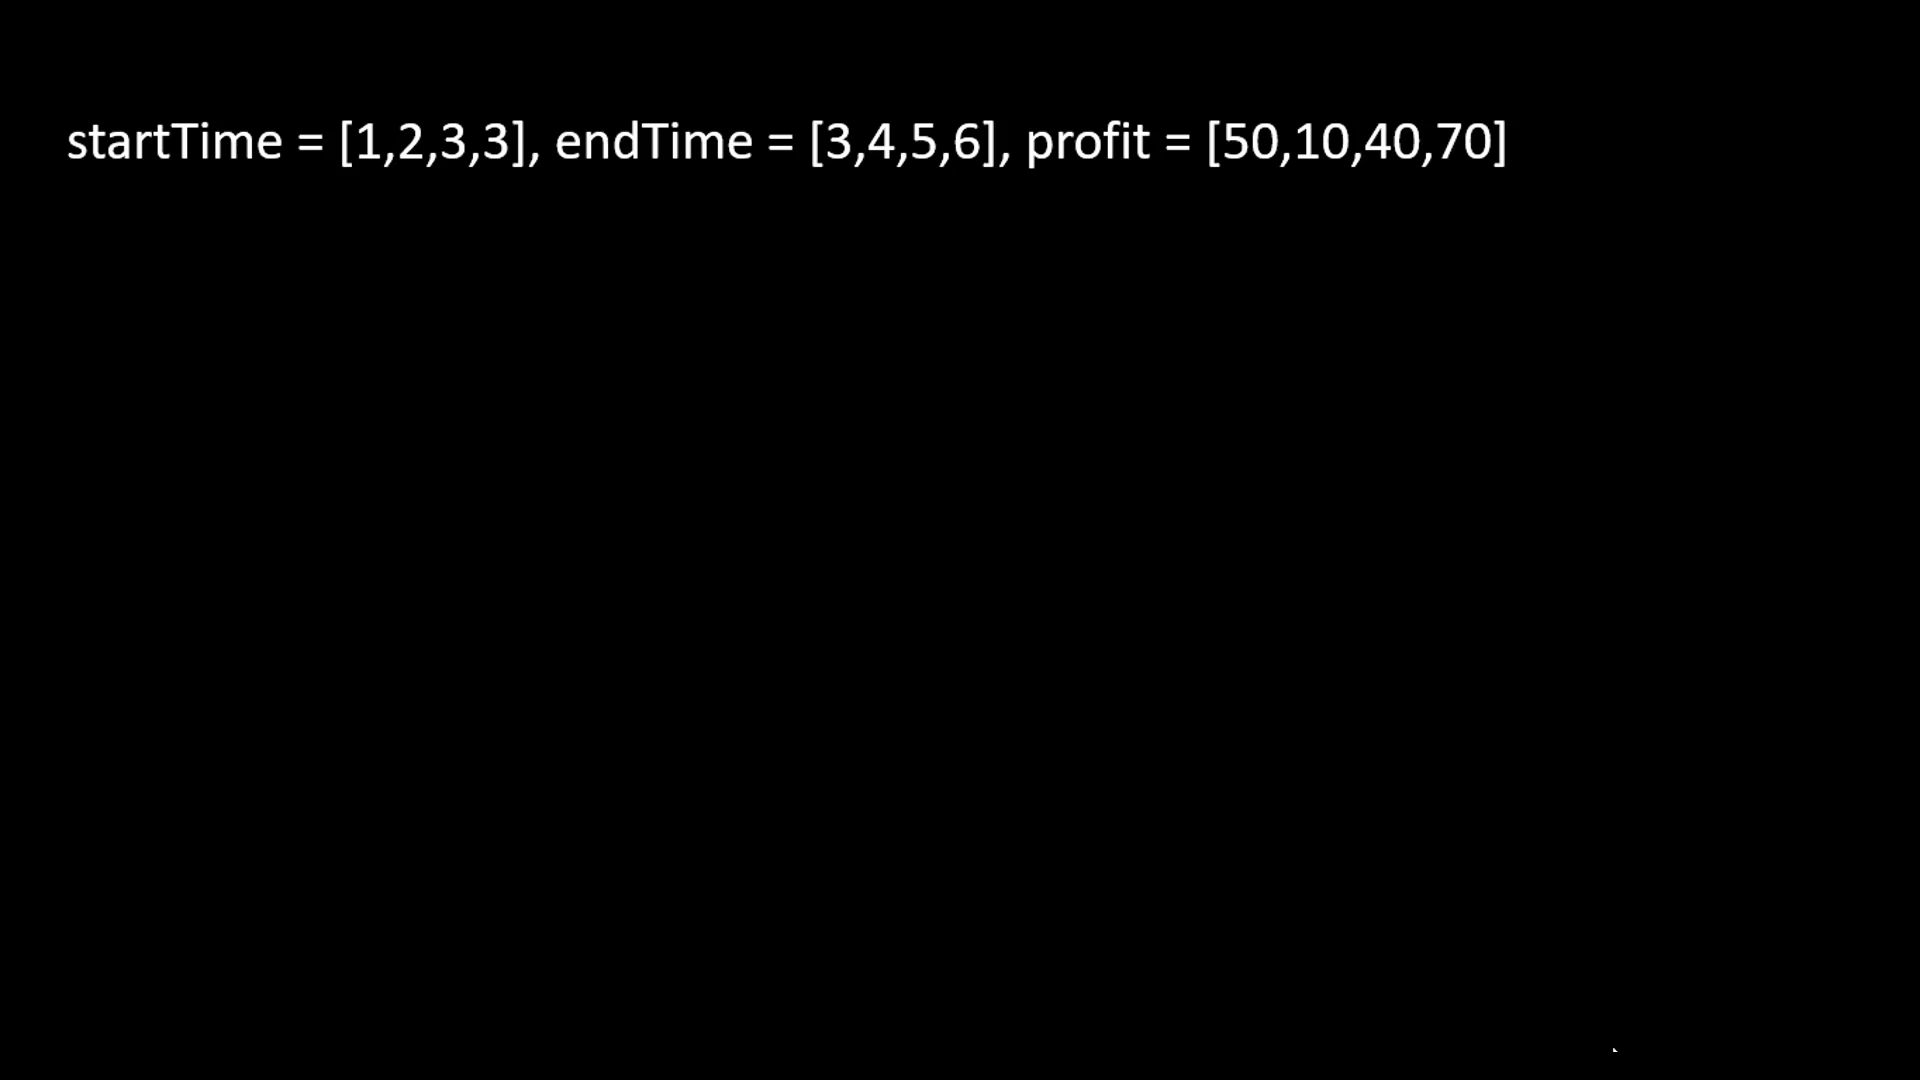 startTime = [1,2,3,3], endTime = [3,4,5,6], profit = [50,10,40,70]